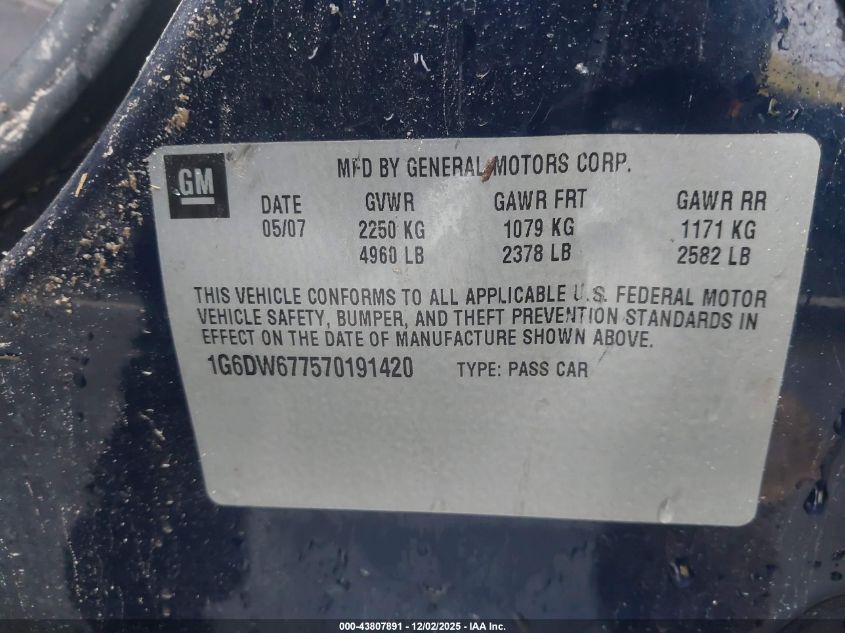 GM
MFD BY GENERAL MOTORS CORP.
DATE GVWR GAWR FRT GAWR RR
05/07 2250 KG 1079 KG 1171 KG
4960 LB 2378 LB 2582 LB
THIS VEHICLE CONFORMS TO ALL APPLICABLE U.S. FEDERAL MOTOR
VEHICLE SAFETY, BUMPER, AND THEFT PREVENTION STANDARDS IN
EFFECT ON THE DATE OF MANUFACTURE SHOWN ABOVE.
1G6DW677570191420 TYPE: PASS CAR
000-43807891 - 12/02/2025 - IAA Inc.